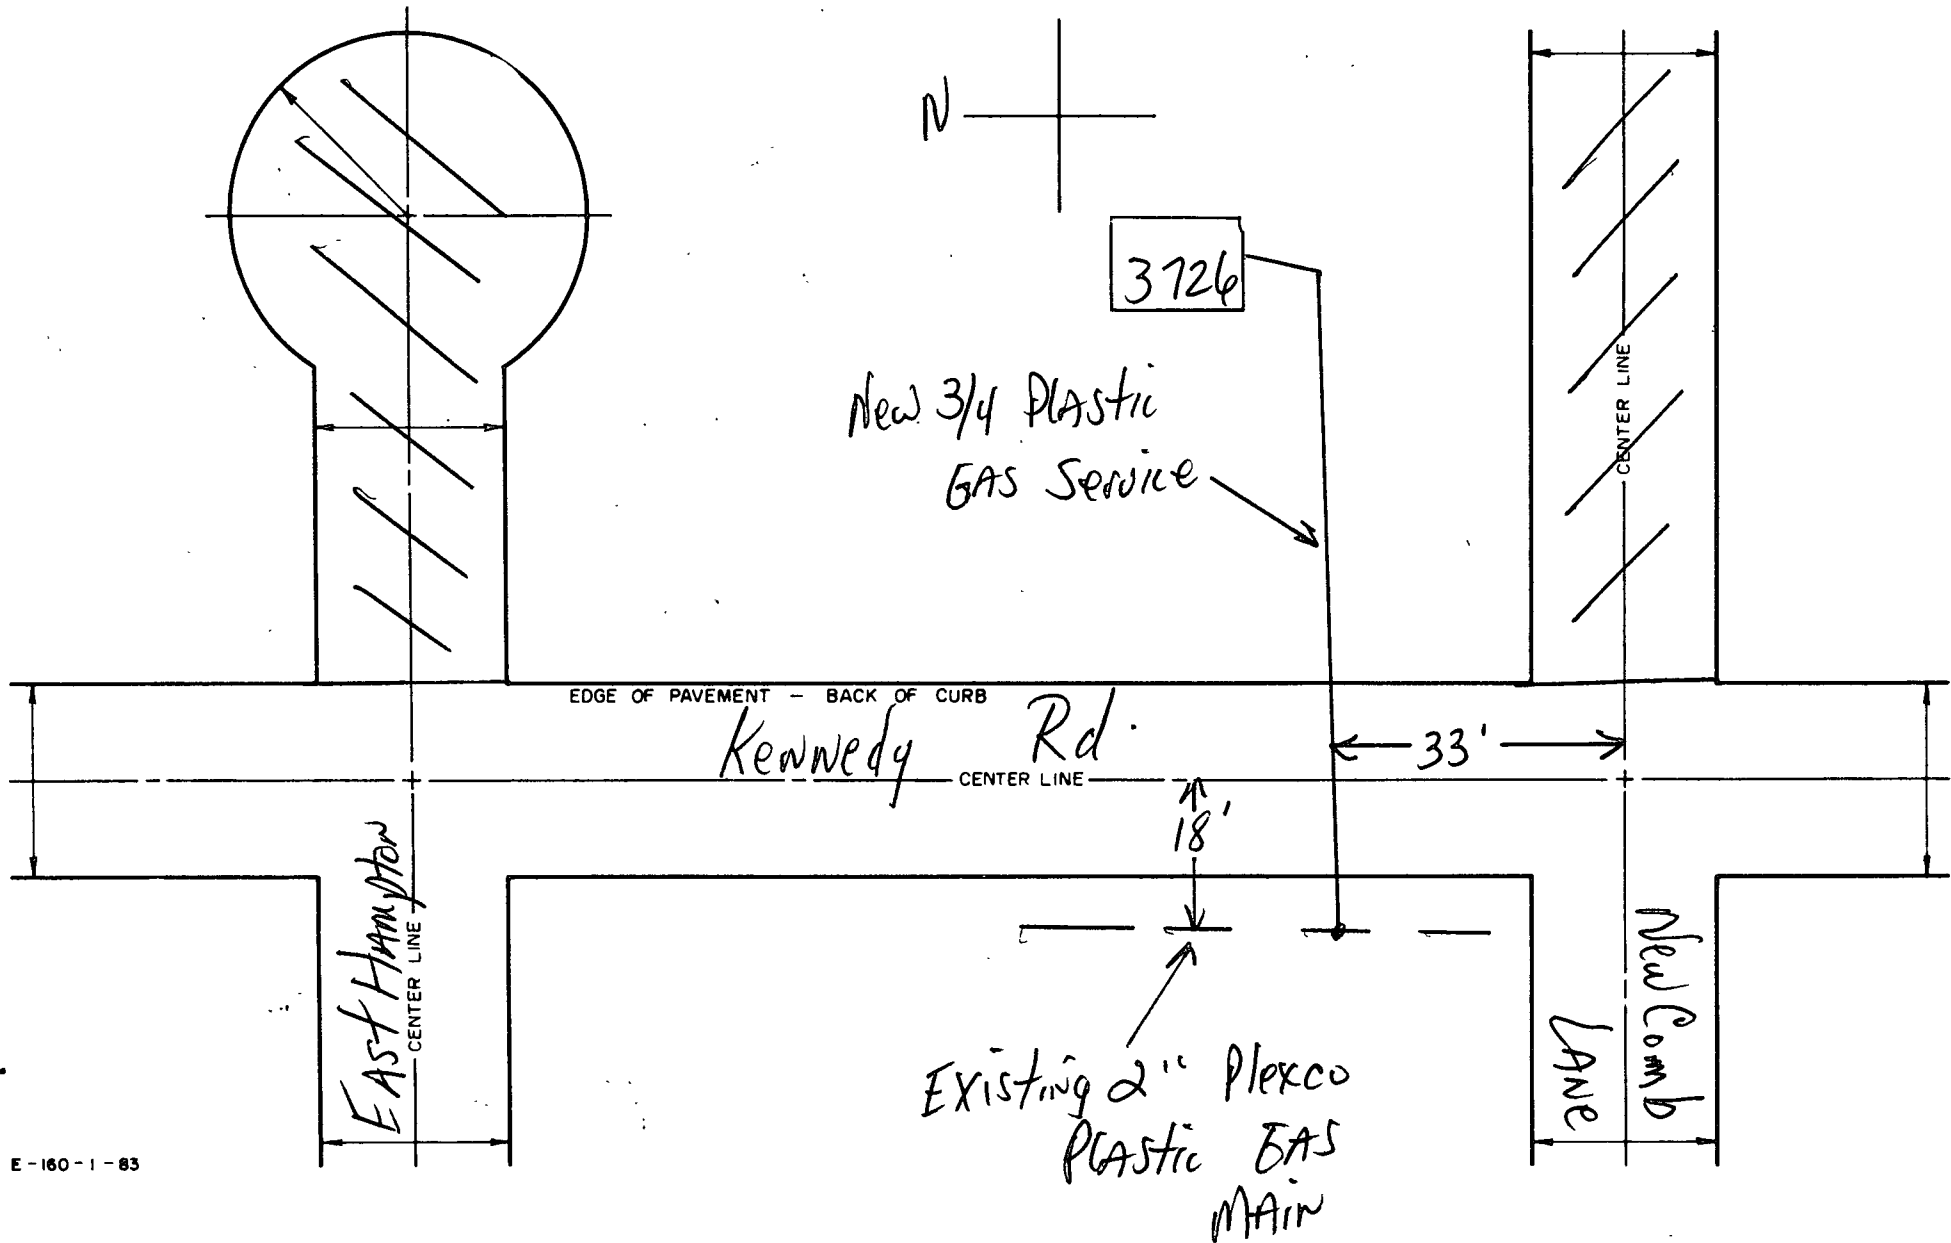 N
3726
CENTER LINE
New 3/4 Plastic
GAS Service
EDGE OF PAVEMENT – BACK OF CURB
Kennedy Rd.
33'
CENTER LINE
18'
East Hampton
CENTER LINE
New Comb
Lane
Existing 2" Plexco
Plastic GAS
MAIN
E-160-1-83